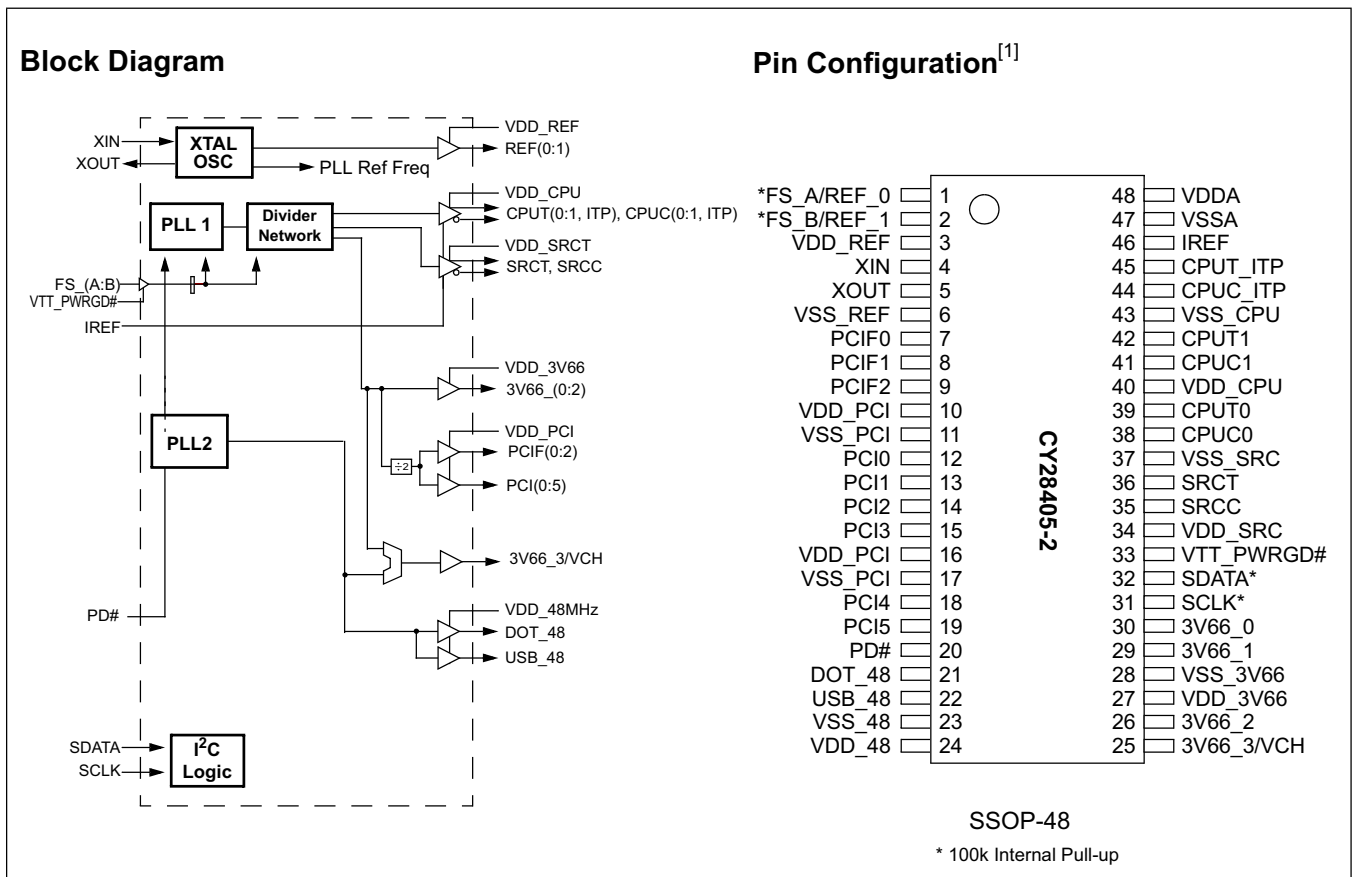 Block Diagram
XIN
XOUT
XTAL
OSC
VDD_REF
REF(0:1)
PLL Ref Freq
PLL 1
Divider
Network
VDD_CPU
CPUT(0:1, ITP), CPUC(0:1, ITP)
VDD_SRCT
SRCT, SRCC
FS_(A:B)
VTT_PWRGD#
IREF
VDD_3V66
3V66_(0:2)
PLL2
VDD_PCI
PCIF(0:2)
÷2
PCI(0:5)
3V66_3/VCH
PD#
VDD_48MHz
DOT_48
USB_48
SDATA
SCLK
I2C
Logic
Pin Configuration[1]
*FS_A/REF_0 1
*FS_B/REF_1 2
VDD_REF 3
XIN 4
XOUT 5
VSS_REF 6
PCIF0 7
PCIF1 8
PCIF2 9
VDD_PCI 10
VSS_PCI 11
PCI0 12
PCI1 13
PCI2 14
PCI3 15
VDD_PCI 16
VSS_PCI 17
PCI4 18
PCI5 19
PD# 20
DOT_48 21
USB_48 22
VSS_48 23
VDD_48 24
CY28405-2
48 VDDA
47 VSSA
46 IREF
45 CPUT_ITP
44 CPUC_ITP
43 VSS_CPU
42 CPUT1
41 CPUC1
40 VDD_CPU
39 CPUT0
38 CPUC0
37 VSS_SRC
36 SRCT
35 SRCC
34 VDD_SRC
33 VTT_PWRGD#
32 SDATA*
31 SCLK*
30 3V66_0
29 3V66_1
28 VSS_3V66
27 VDD_3V66
26 3V66_2
25 3V66_3/VCH
SSOP-48
* 100k Internal Pull-up